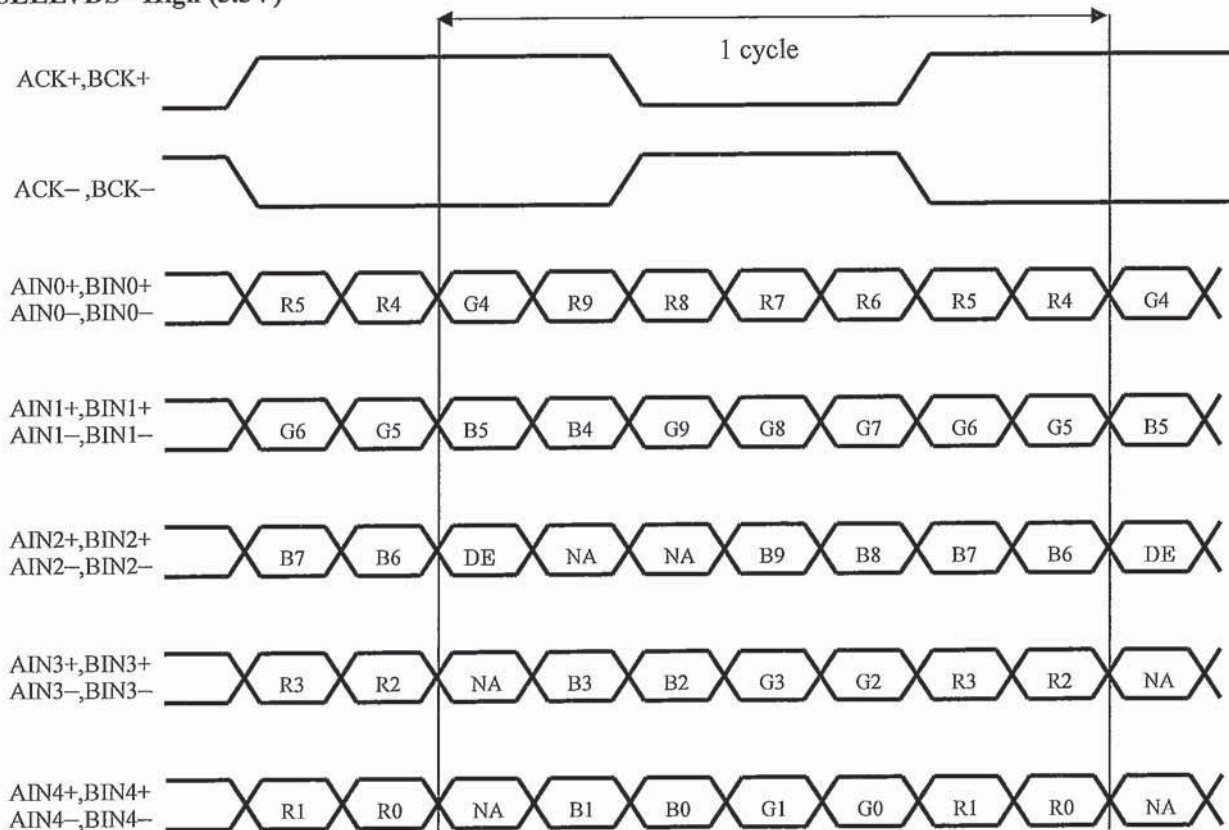 1 cycle
ACK+,BCK+
ACK−,BCK−
AIN0+,BIN0+
AIN0−,BIN0−
R5 R4 G4 R9 R8 R7 R6 R5 R4 G4
AIN1+,BIN1+
AIN1−,BIN1−
G6 G5 B5 B4 G9 G8 G7 G6 G5 B5
AIN2+,BIN2+
AIN2−,BIN2−
B7 B6 DE NA NA B9 B8 B7 B6 DE
AIN3+,BIN3+
AIN3−,BIN3−
R3 R2 NA B3 B2 G3 G2 R3 R2 NA
AIN4+,BIN4+
AIN4−,BIN4−
R1 R0 NA B1 B0 G1 G0 R1 R0 NA